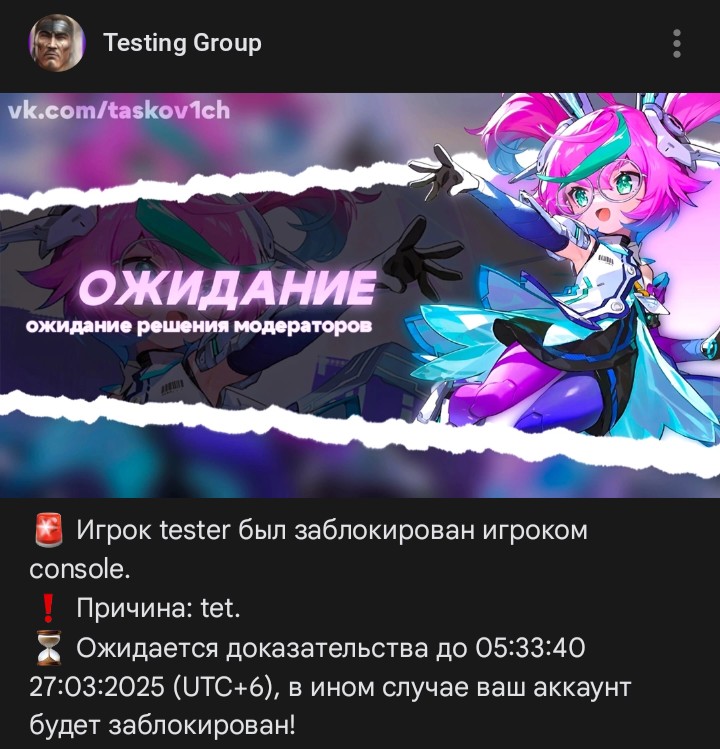 Testing Group
vk.com/taskov1ch
ОЖИДАНИЕ
ожидание решения модераторов
🚨 Игрок tester был заблокирован игроком
console.
❗ Причина: tet.
⏳ Ожидается доказательства до 05:33:40
27:03:2025 (UTC+6), в ином случае ваш аккаунт
будет заблокирован!